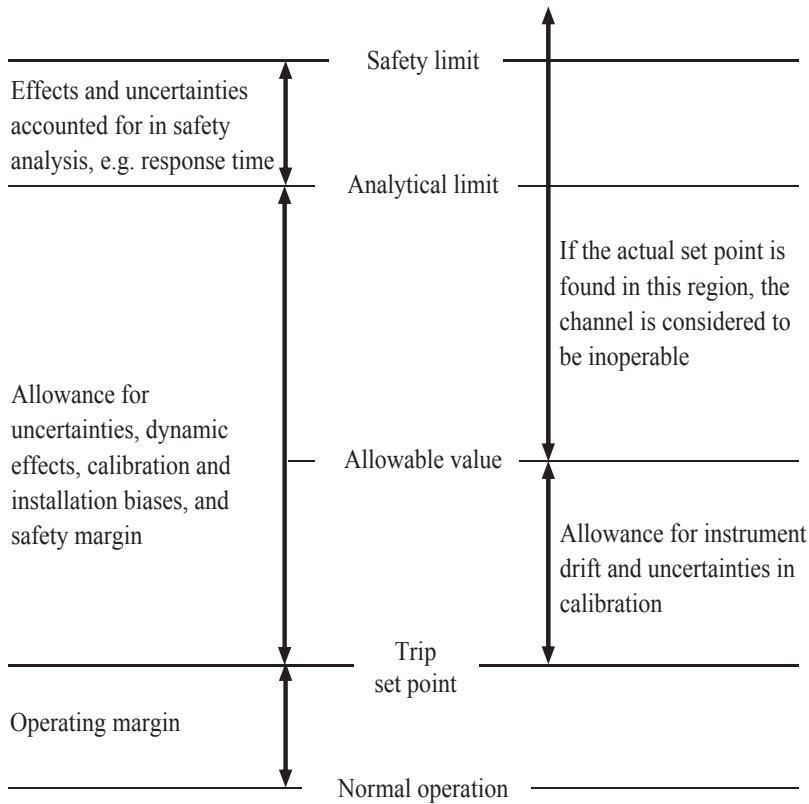 Safety limit
Effects and uncertainties
accounted for in safety
analysis, e.g. response time
Analytical limit
If the actual set point is
found in this region, the
channel is considered to
be inoperable
Allowance for
uncertainties, dynamic
effects, calibration and
installation biases, and
safety margin
Allowable value
Allowance for instrument
drift and uncertainties in
calibration
Trip
set point
Operating margin
Normal operation